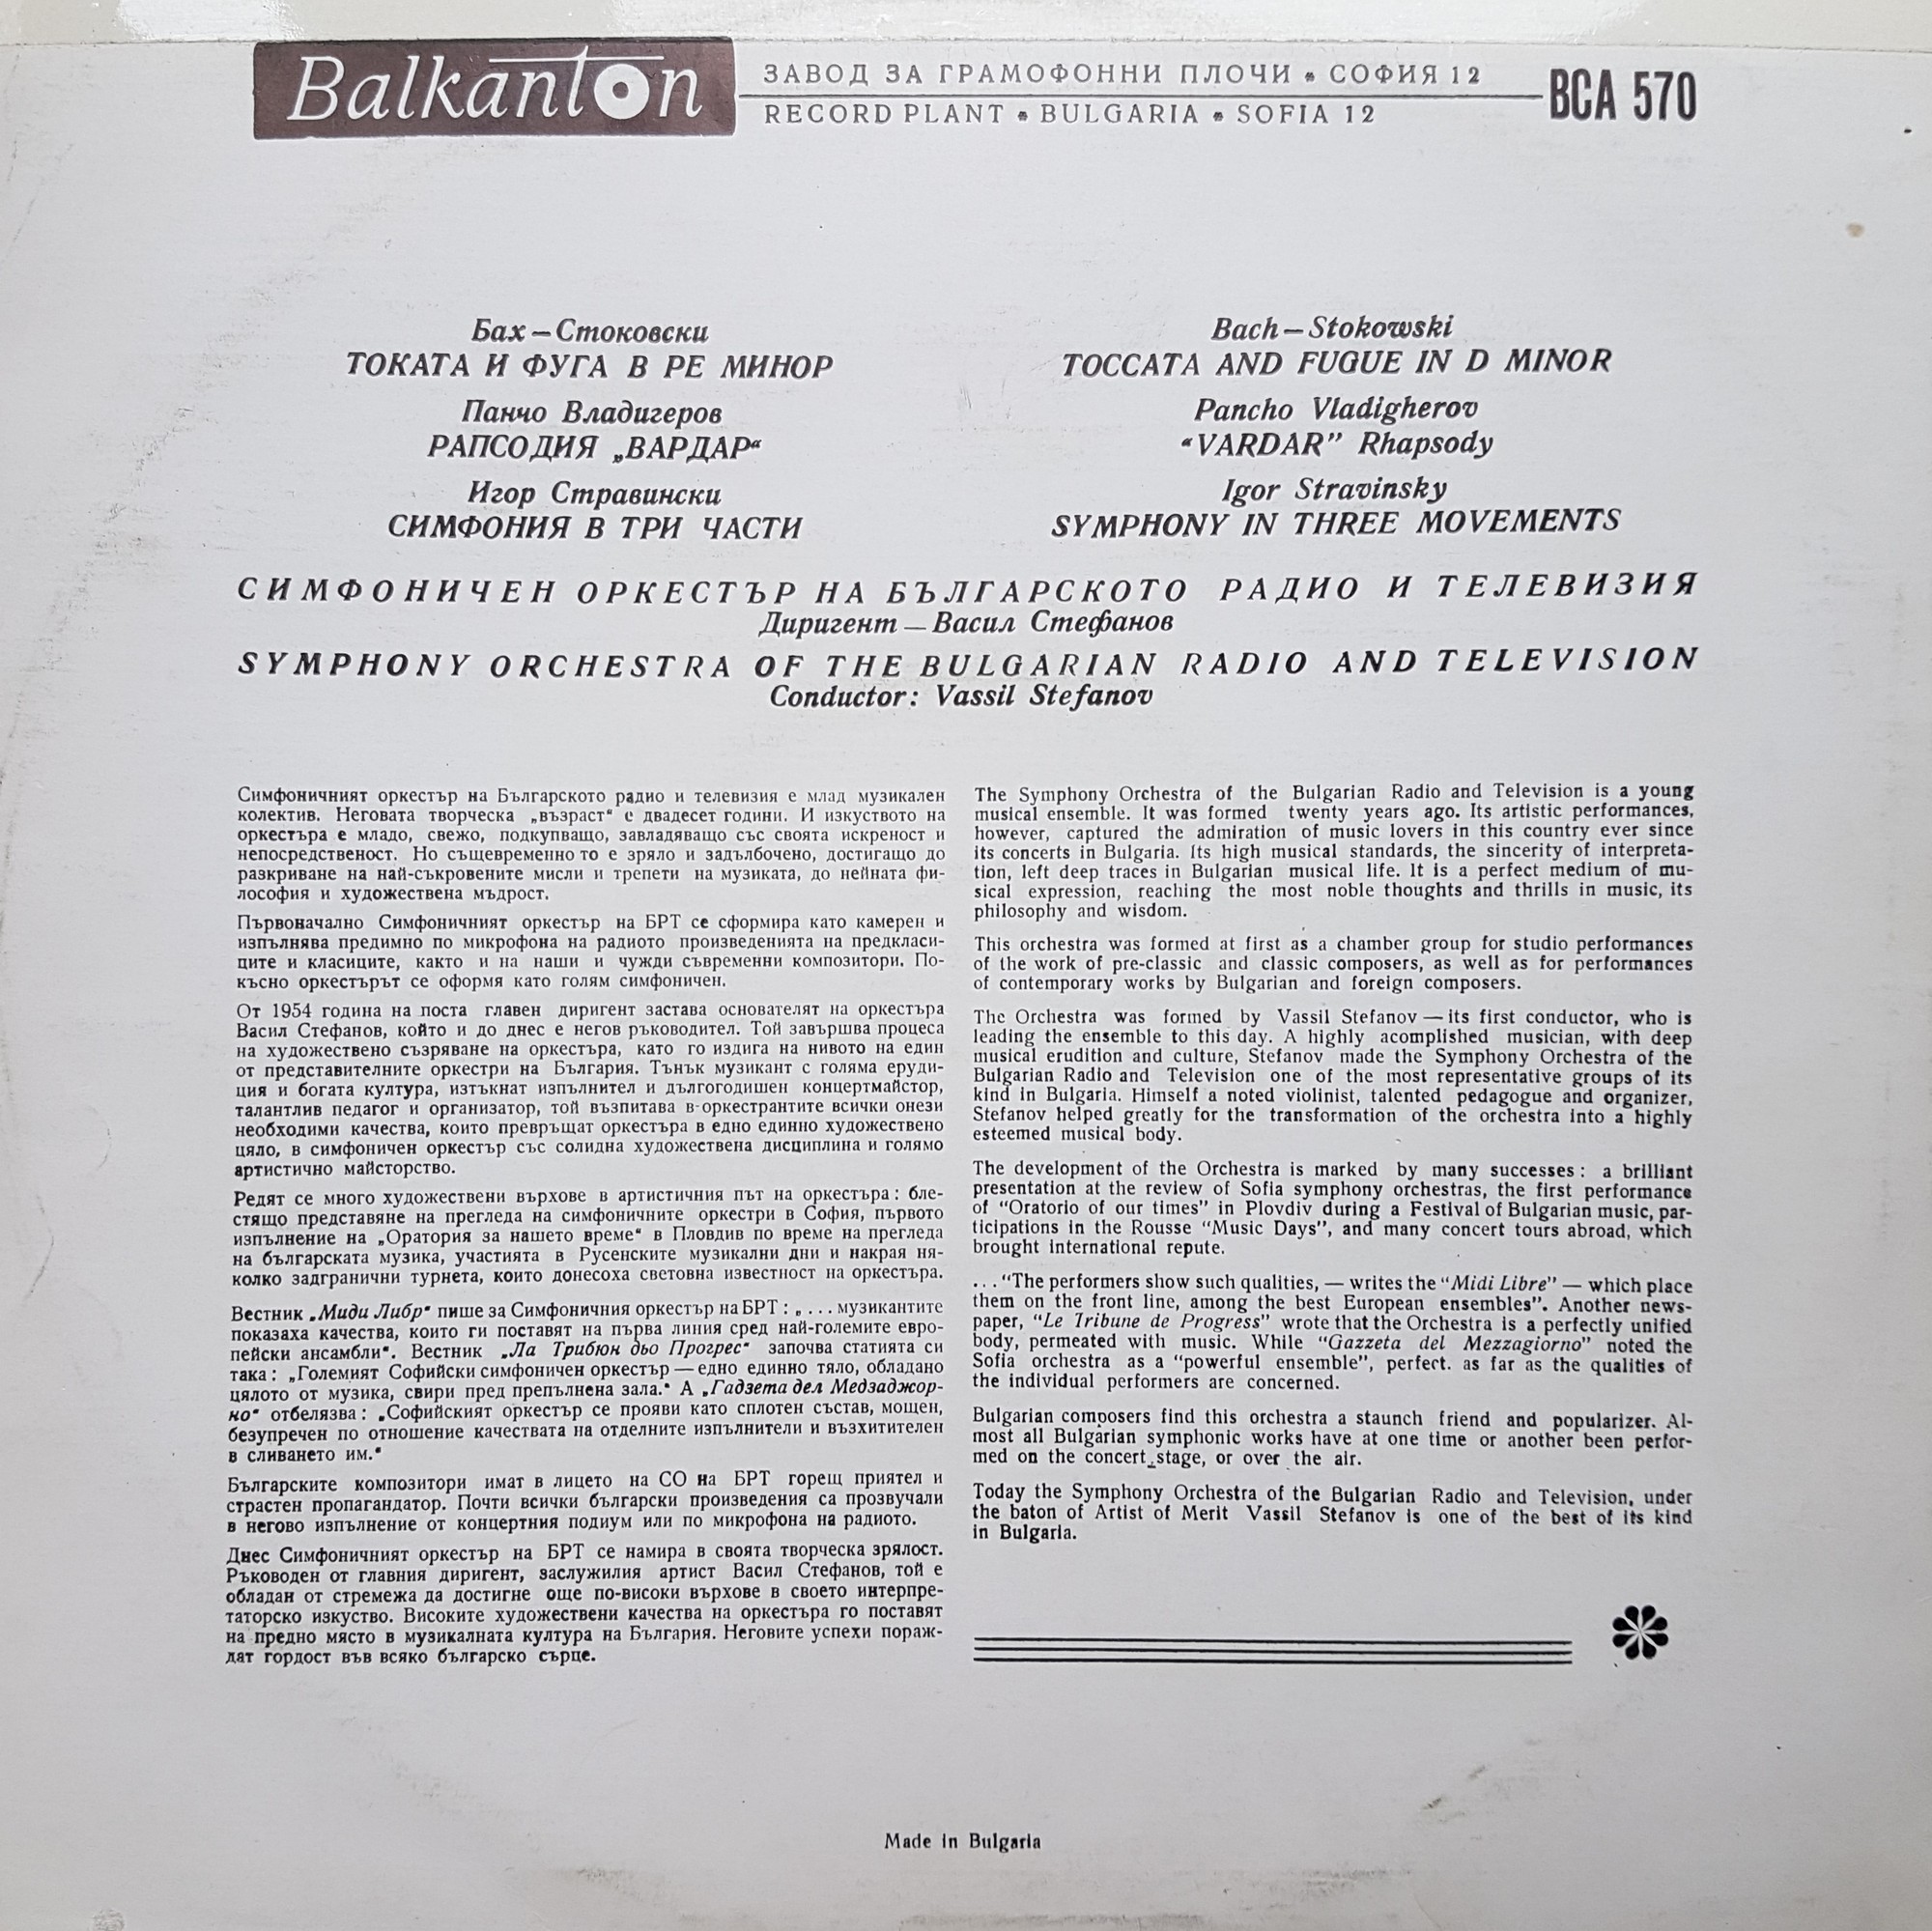 Balkanton
ЗАВОД ЗА ГРАМОФОННИ ПЛОЧИ * СОФИЯ 12
RECORD PLANT * BULGARIA * SOFIA 12
ВСА 570
Бах — Стоковски
ТОКАТА И ФУГА В РЕ МИНОР
Панчо Владигеров
РАПСОДИЯ „ВАРДАР“
Игор Стравински
СИМФОНИЯ В ТРИ ЧАСТИ
Bach — Stokowski
TOCCATA AND FUGUE IN D MINOR
Pancho Vladigherov
“VARDAR” Rhapsody
Igor Stravinsky
SYMPHONY IN THREE MOVEMENTS
СИМФОНИЧЕН ОРКЕСТЪР НА БЪЛГАРСКОТО РАДИО И ТЕЛЕВИЗИЯ
Диригент — Васил Стефанов
SYMPHONY ORCHESTRA OF THE BULGARIAN RADIO AND TELEVISION
Conductor: Vassil Stefanov
Симфоничният оркестър на Българското радио и телевизия е млад музикален
колектив. Неговата творческа „възраст“ е двадесет години. И изкуството на
оркестъра е младо, свежо, подкупващо, завладяващо със своята искреност и
непосредственост. Но същевременно то е зряло и задълбочено, достигащо до
разкриване на най-съкровените мисли и трепети на музиката, до нейната фи-
лософия и художествена мъдрост.
Първоначално Симфоничният оркестър на БРТ се сформира като камерен и
изпълнява предимно по микрофона на радиото произведенията на предкласи-
ците и класиците, както и на наши и чужди съвременни композитори. По-
късно оркестърът се оформя като голям симфоничен.
От 1954 година на поста главен диригент застава основателят на оркестъра
Васил Стефанов, който и до днес е негов ръководител. Той завършва процеса
на художествено съзряване на оркестъра, като го издига на нивото на един
от представителните оркестри на България. Тънък музикант с голяма еруди-
ция и богата култура, изтъкнат изпълнител и дългогодишен концертмайстор,
талантлив педагог и организатор, той възпитава в-оркестрантите всички онези
необходими качества, които превръщат оркестъра в едно единно художествено
цяло, в симфоничен оркестър със солидна художествена дисциплина и голямо
артистично майсторство.
Редят се много художествени върхове в артистичния път на оркестъра: бле-
стящо представяне на прегледа на симфоничните оркестри в София, първото
изпълнение на „Оратория за нашето време“ в Пловдив по време на прегледа
на българската музика, участията в Русенските музикални дни и накрая ня-
колко задгранични турнета, които донесоха световна известност на оркестъра.
Вестник „Миди Либр“ пише за Симфоничния оркестър на БРТ: „ . . . музикантите
показаха качества, които ги поставят на първа линия сред най-големите евро-
пейски ансамбли“. Вестник „Ла Трибюн дьо Прогрес“ започва статията си
така: „Големият Софийски симфоничен оркестър — едно единно тяло, обладано
цялото от музика, свири пред препълнена зала.“ А „Гадзета дел Медзаджор-
но“ отбелязва: „Софийският оркестър се прояви като сплотен състав, мощен,
безупречен по отношение качествата на отделните изпълнители и възхитителен
в сливането им.“
Българските композитори имат в лицето на СО на БРТ горещ приятел и
страстен пропагандатор. Почти всички български произведения са прозвучали
в негово изпълнение от концертния подиум или по микрофона на радиото.
Днес Симфоничният оркестър на БРТ се намира в своята творческа зрялост.
Ръководен от главния диригент, заслужилия артист Васил Стефанов, той е
обладан от стремежа да достигне още по-високи върхове в своето интерпре-
таторско изкуство. Високите художествени качества на оркестъра го поставят
на предно място в музикалната култура на България. Неговите успехи пораж-
дат гордост във всяко българско сърце.
The Symphony Orchestra of the Bulgarian Radio and Television is a young
musical ensemble. It was formed twenty years ago. Its artistic performances,
however, captured the admiration of music lovers in this country ever since
its concerts in Bulgaria. Its high musical standards, the sincerity of interpreta-
tion, left deep traces in Bulgarian musical life. It is a perfect medium of mu-
sical expression, reaching the most noble thoughts and thrills in music, its
philosophy and wisdom.
This orchestra was formed at first as a chamber group for studio performances
of the work of pre-classic and classic composers, as well as for performances
of contemporary works by Bulgarian and foreign composers.
The Orchestra was formed by Vassil Stefanov — its first conductor, who is
leading the ensemble to this day. A highly acomplished musician, with deep
musical erudition and culture, Stefanov made the Symphony Orchestra of the
Bulgarian Radio and Television one of the most representative groups of its
kind in Bulgaria. Himself a noted violinist, talented pedagogue and organizer,
Stefanov helped greatly for the transformation of the orchestra into a highly
esteemed musical body.
The development of the Orchestra is marked by many successes: a brilliant
presentation at the review of Sofia symphony orchestras, the first performance
of “Oratorio of our times” in Plovdiv during a Festival of Bulgarian music, par-
ticipations in the Rousse “Music Days”, and many concert tours abroad, which
brought international repute.
. . . “The performers show such qualities, — writes the “Midi Libre” — which place
them on the front line, among the best European ensembles”. Another news-
paper, “Le Tribune de Progress” wrote that the Orchestra is a perfectly unified
body, permeated with music. While “Gazzeta del Mezzagiorno” noted the
Sofia orchestra as a “powerful ensemble”, perfect. as far as the qualities of
the individual performers are concerned.
Bulgarian composers find this orchestra a staunch friend and popularizer. Al-
most all Bulgarian symphonic works have at one time or another been perfor-
med on the concert stage, or over the air.
Today the Symphony Orchestra of the Bulgarian Radio and Television, under
the baton of Artist of Merit Vassil Stefanov is one of the best of its kind
in Bulgaria.
Made in Bulgaria